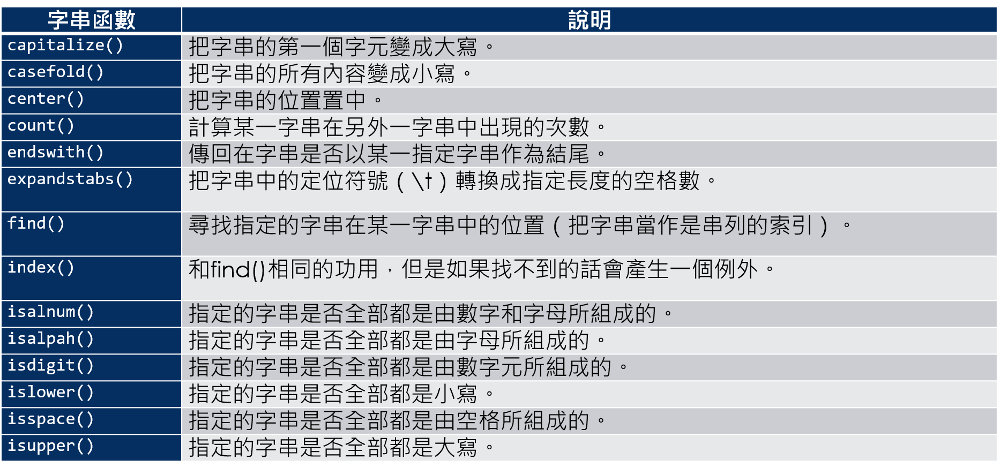 字串函數 說明
capitalize() 把字串的第一個字元變成大寫。
casefold() 把字串的所有內容變成小寫。
center() 把字串的位置置中。
count() 計算某一字串在另外一字串中出現的次數。
endswith() 傳回在字串是否以某一指定字串作為結尾。
expandstabs() 把字串中的定位符號（\t）轉換成指定長度的空格數。
find() 尋找指定的字串在某一字串中的位置（把字串當作是串列的索引）。
index() 和find()相同的功用，但是如果找不到的話會產生一個例外。
isalnum() 指定的字串是否全部都是由數字和字母所組成的。
isalpah() 指定的字串是否全部都是由字母所組成的。
isdigit() 指定的字串是否全部都是由數字元所組成的。
islower() 指定的字串是否全部都是小寫。
isspace() 指定的字串是否全部都是由空格所組成的。
isupper() 指定的字串是否全部都是大寫。